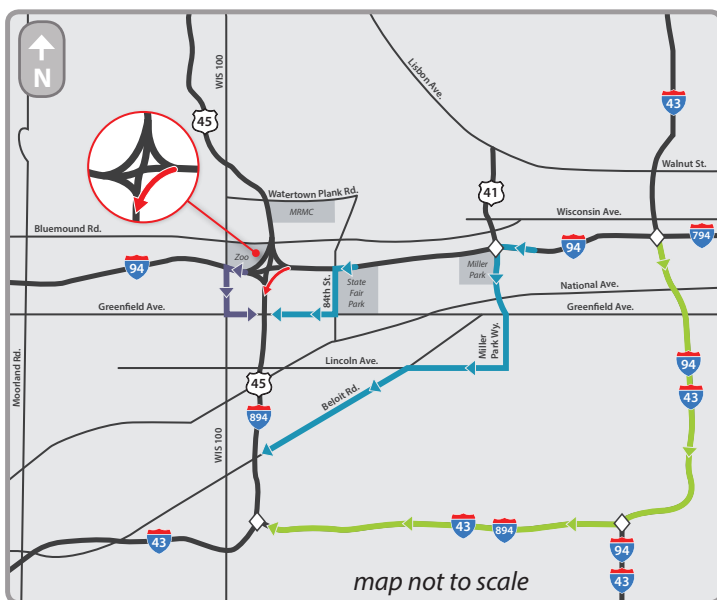 N
WIS 100
Lisbon Ave.
43
45
Walnut St.
41
Watertown Plank Rd.
MRMC
Wisconsin Ave.
Bluemound Rd.
94
794
Zoo
94
Miller
Park
84th St.
State
Fair
Park
National Ave.
Greenfield Ave.
Greenfield Ave.
Moorland Rd.
Miller
Park Wy.
Lincoln Ave.
94
45
43
Beloit Rd.
894
WIS 100
43
894
43
94
43
map not to scale